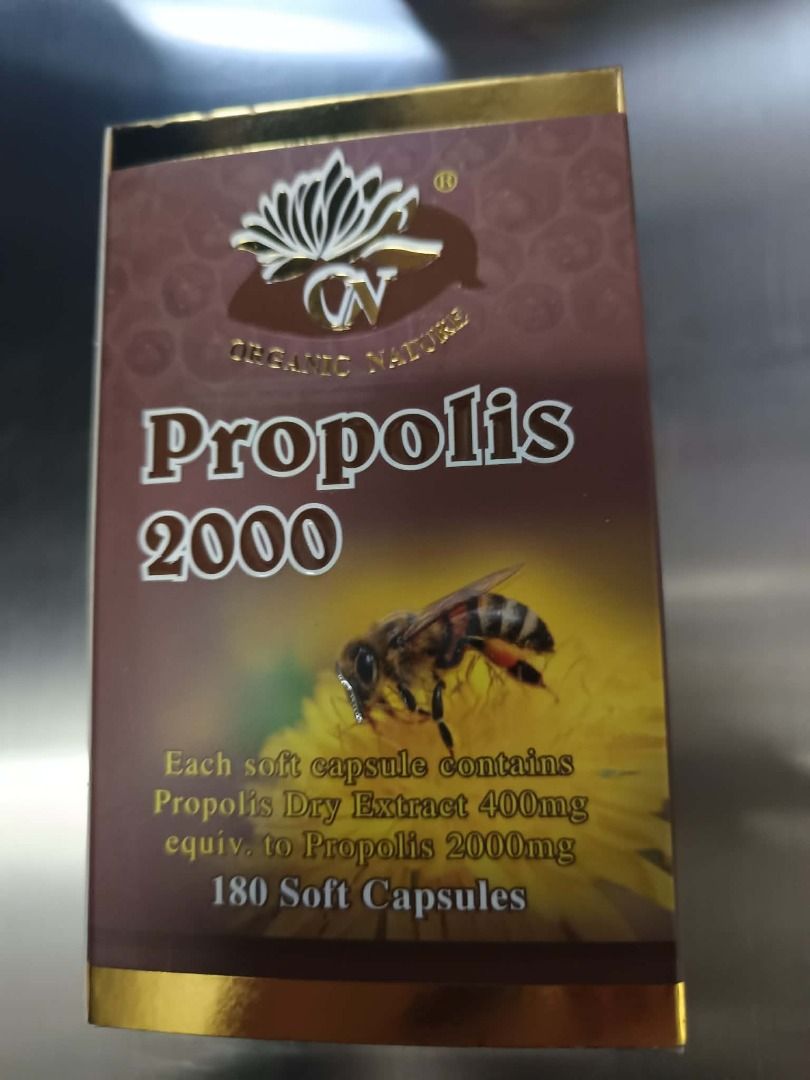 ®
ON
ORGANIC NATURE
Propolis
2000
Each soft capsule contains
Propolis Dry Extract 400mg
equiv. to Propolis 2000mg
180 Soft Capsules